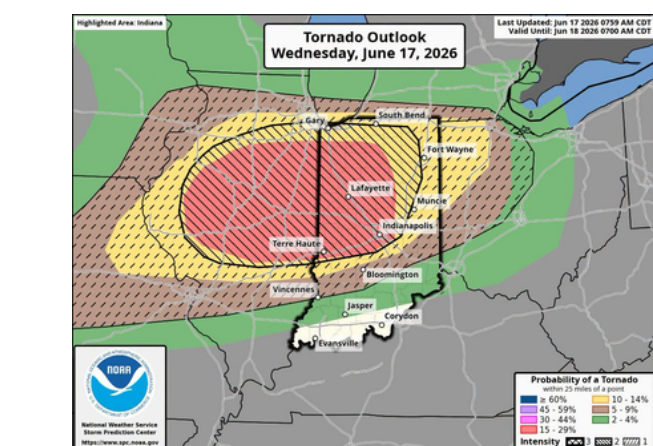 Highlighted Area: Indiana
Tornado Outlook
Wednesday, June 17, 2026
Last Updated: Jun 17 2026 0759 AM CDT
Valid Until: Jun 18 2026 0700 AM CDT
Gary
South Bend
Fort Wayne
Lafayette
Muncie
Indianapolis
Terre Haute
Bloomington
Vincennes
Jasper
Corydon
Evansville
NOAA
National Weather Service
Storm Prediction Center
https://www.spc.noaa.gov
Probability of a Tornado
within 25 miles of a point
≥ 60%
45 - 59%
30 - 44%
15 - 29%
10 - 14%
5 - 9%
2 - 4%
Intensity 3 2 1